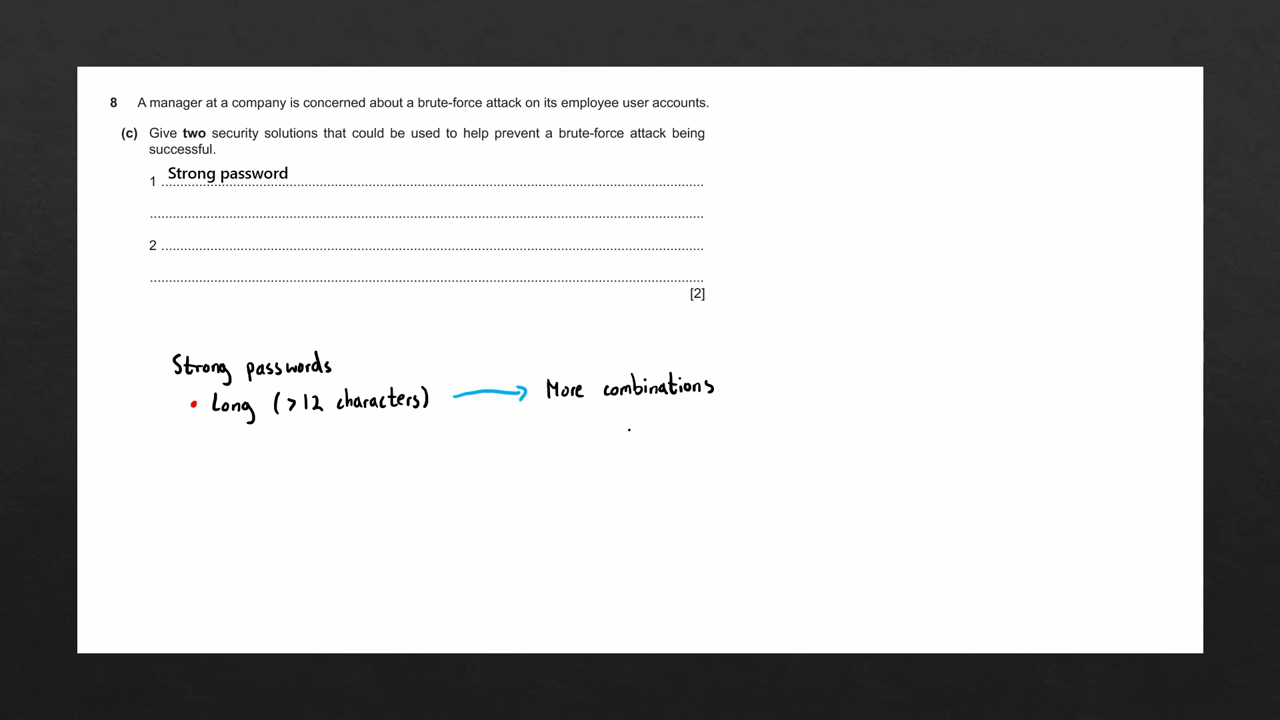 8 A manager at a company is concerned about a brute-force attack on its employee user accounts.
(c) Give two security solutions that could be used to help prevent a brute-force attack being
successful.
1 Strong password
2
[2]
Strong passwords
• Long (>12 characters) → More combinations